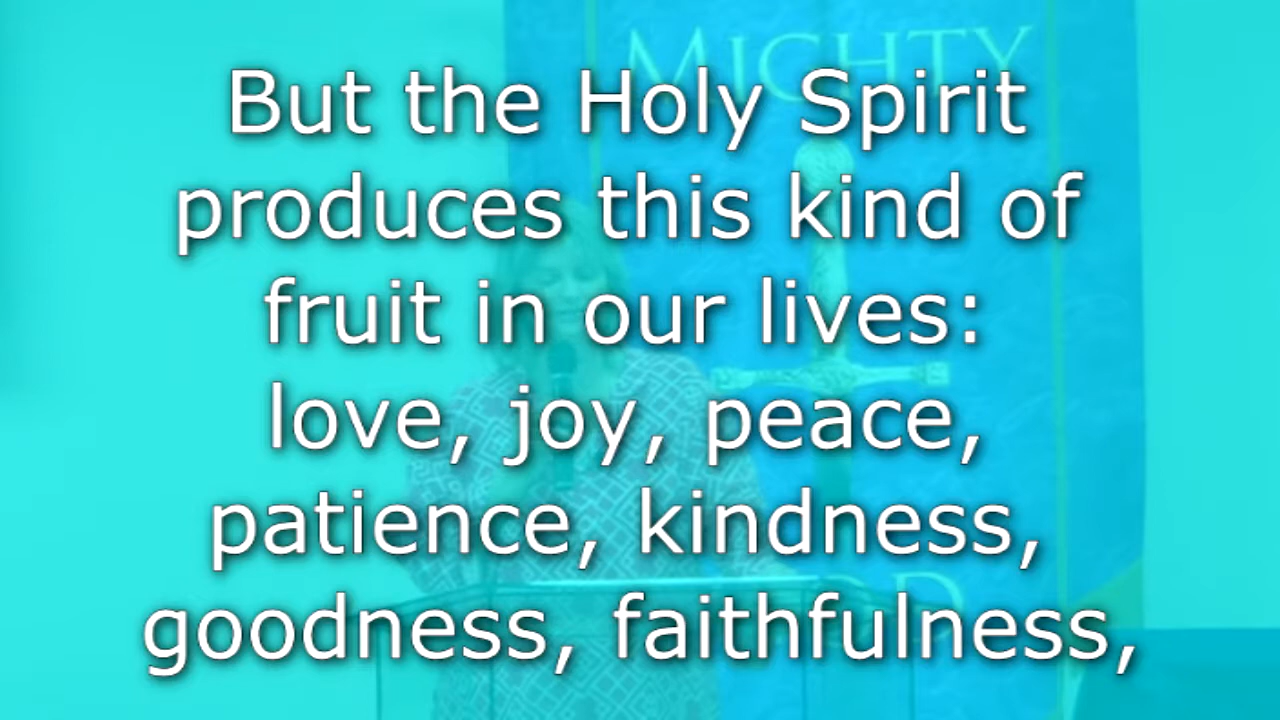 MIGHTY
But the Holy Spirit
produces this kind of
fruit in our lives:
love, joy, peace,
patience, kindness,
goodness, faithfulness,